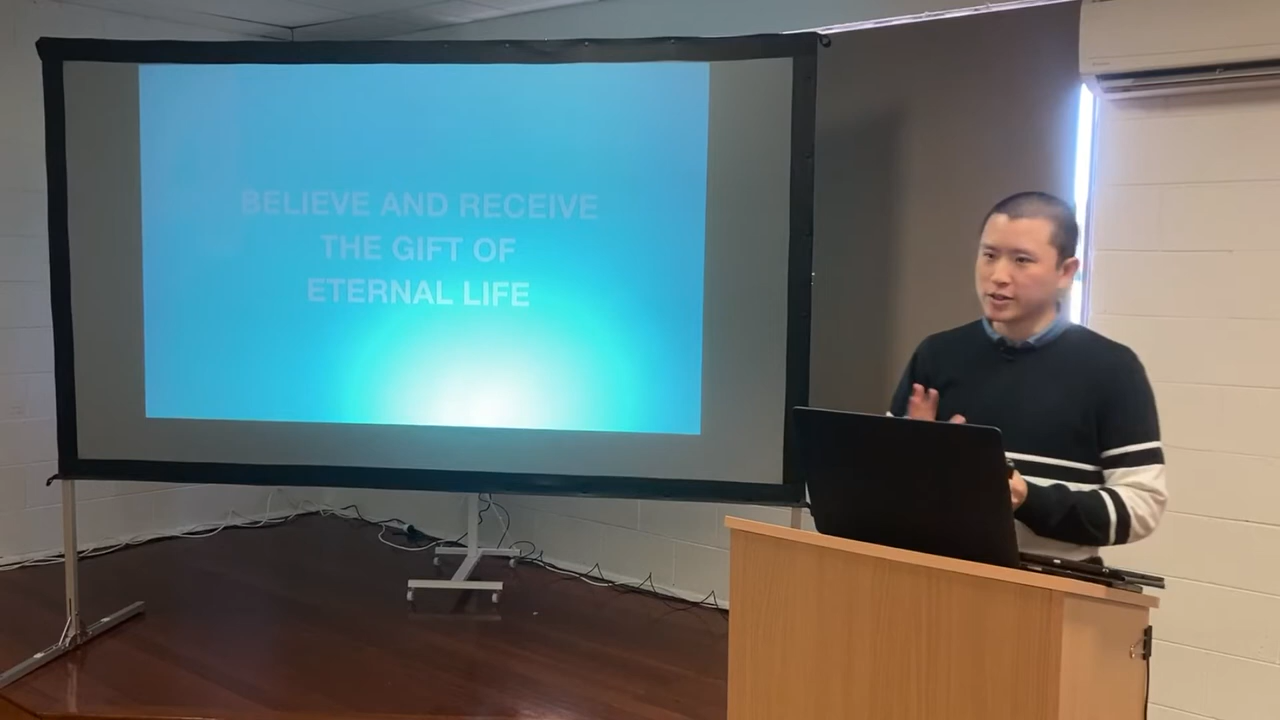 BELIEVE AND RECEIVE
THE GIFT OF
ETERNAL LIFE